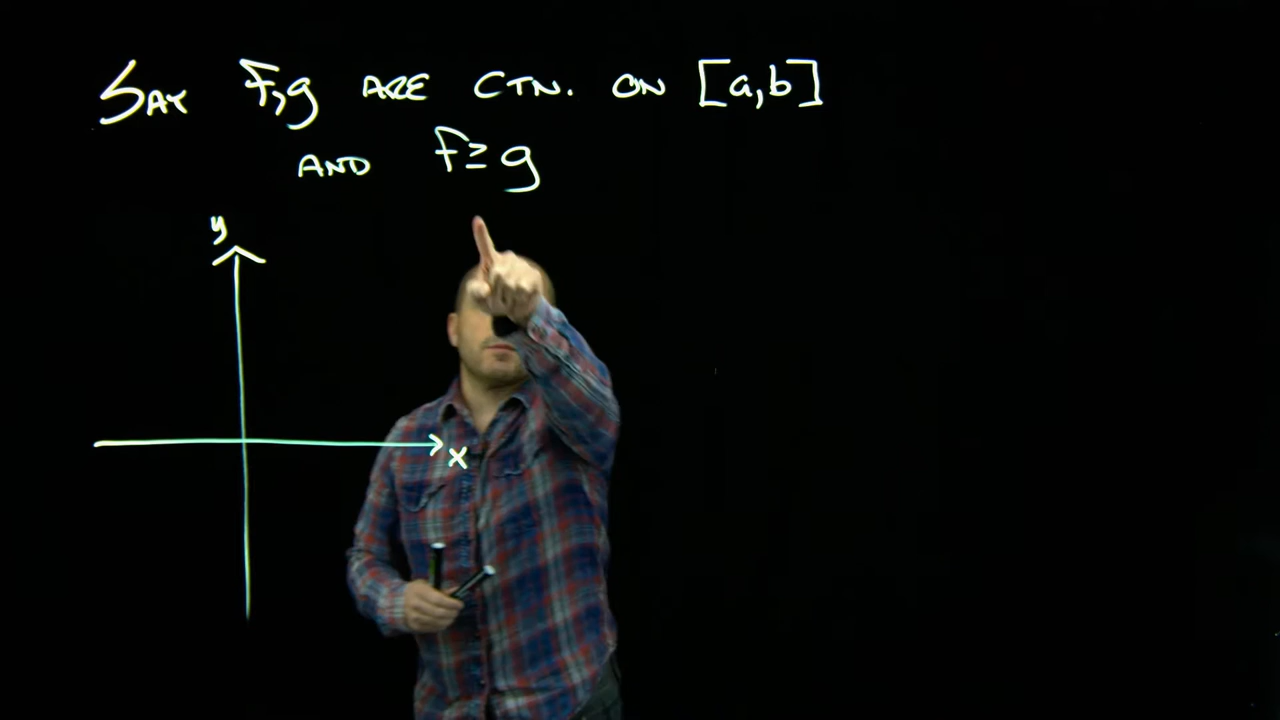 SAY f,g ARE CTN. ON [a,b]
AND f ≥ g
y
x